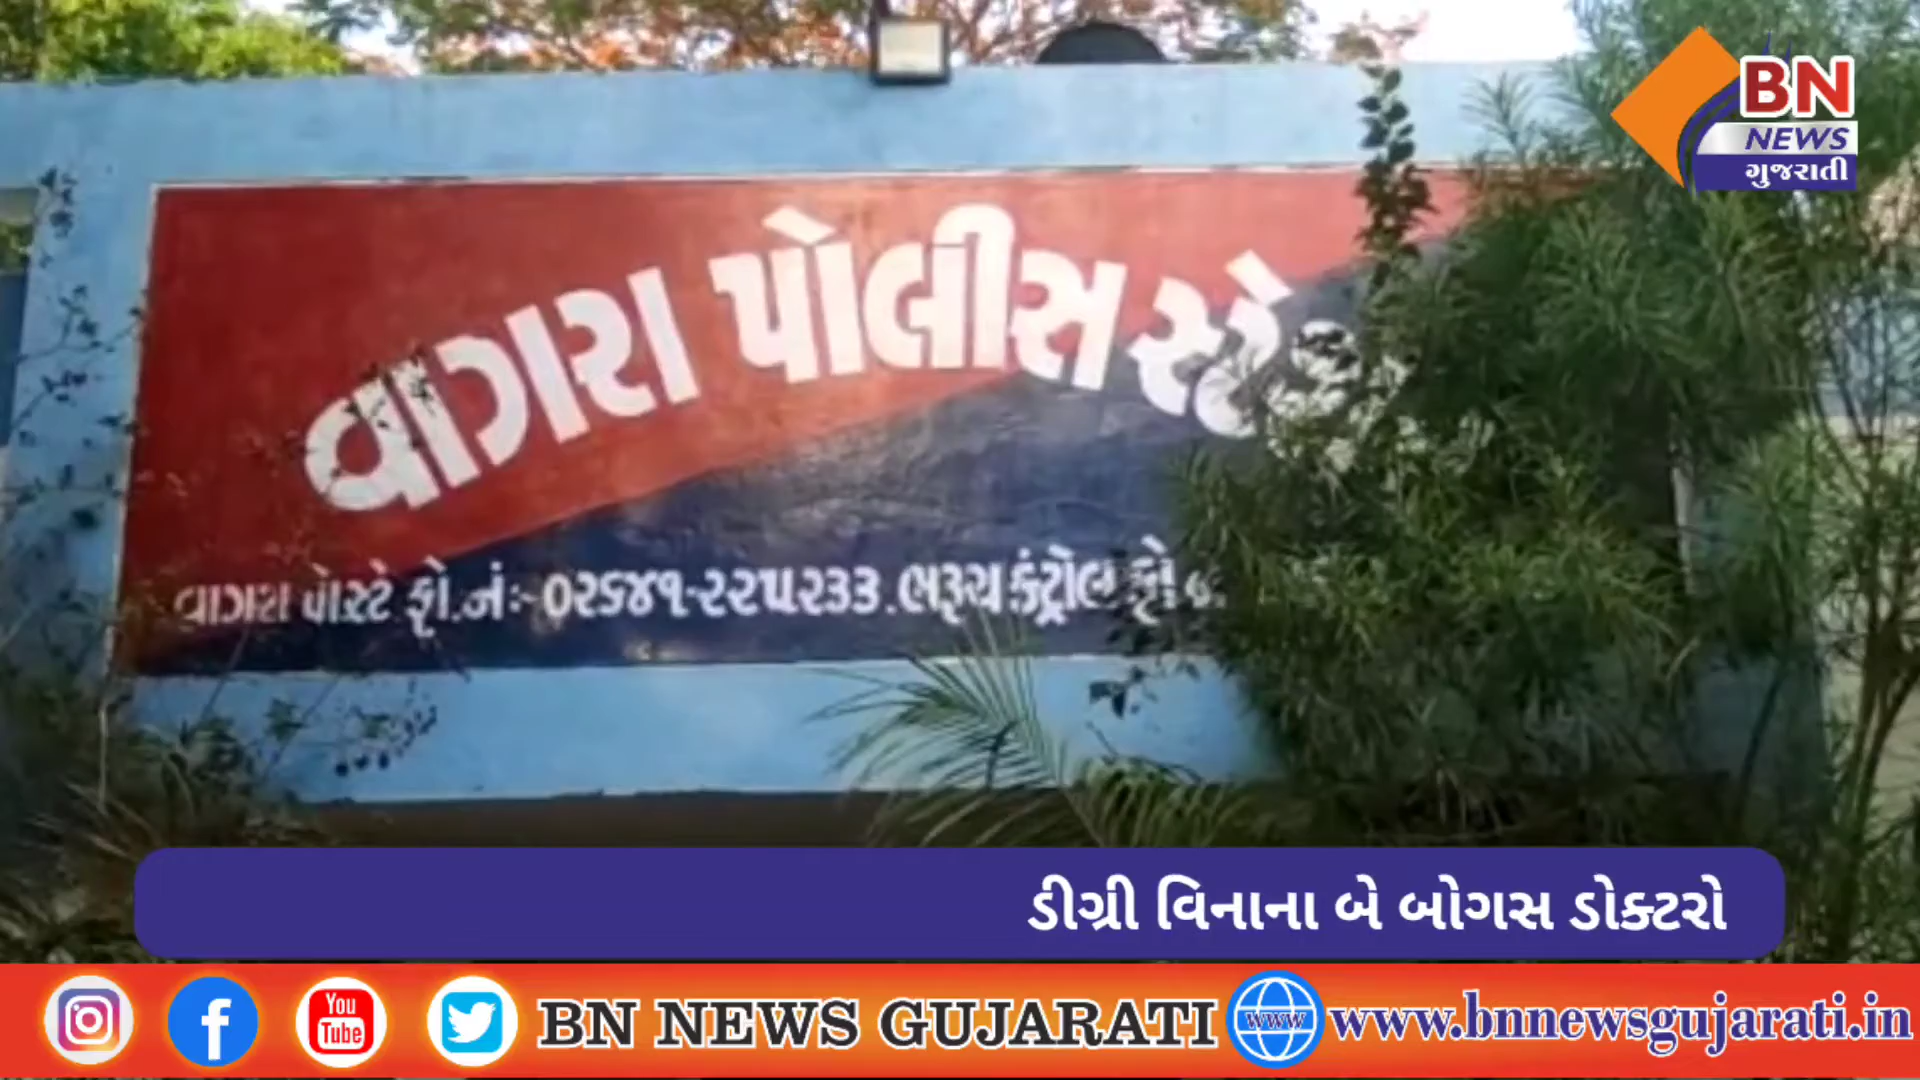 BN
NEWS
ગુજરાતી
વાગરા પોલીસ
વાગરા પોસ્ટે ફો.નં:- ૦૨૬૪૧-૨૨૫૨૩૩. ભરૂચ કંટ્રોલ ફો
ડીગ્રી વિનાના બે બોગસ ડોક્ટરો
You
Tube
BN NEWS GUJARATI
www
www.bnnewsgujarati.in